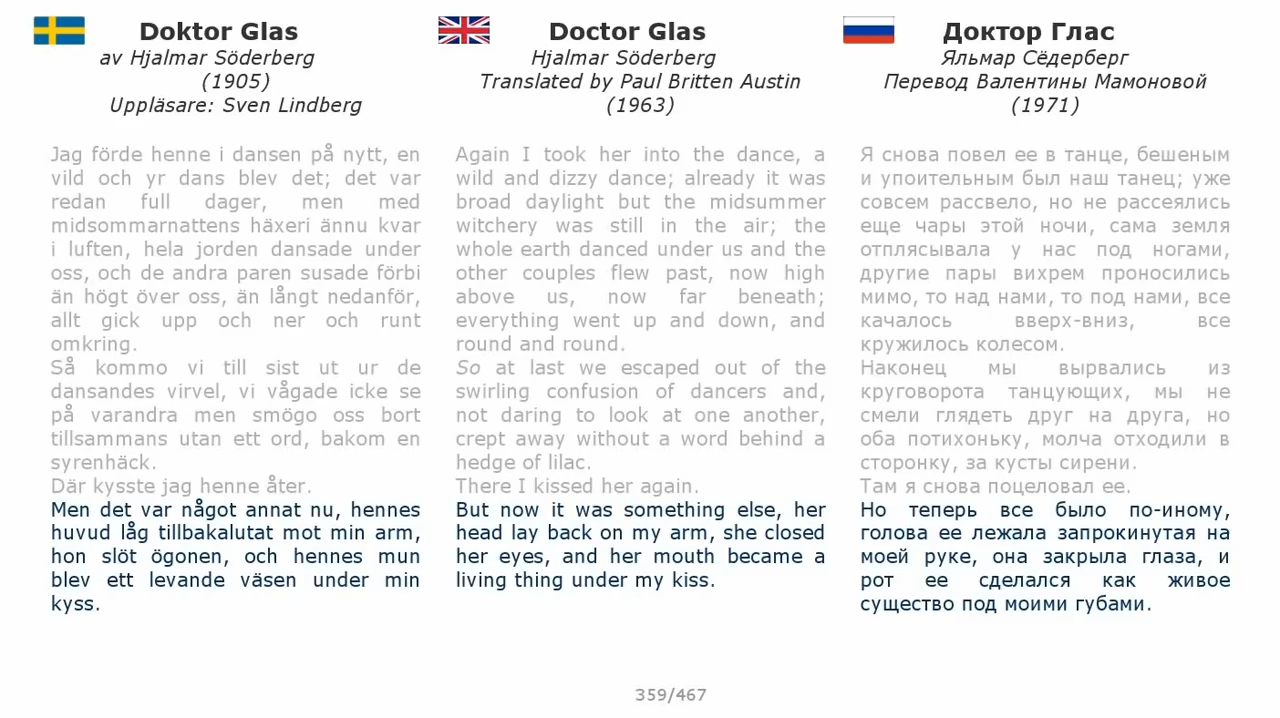 Doktor Glas
av Hjalmar Söderberg
(1905)
Uppläsare: Sven Lindberg
Jag förde henne i dansen på nytt, en
vild och yr dans blev det; det var
redan full dager, men med
midsommarnattens häxeri ännu kvar
i luften, hela jorden dansade under
oss, och de andra paren susade förbi
än högt över oss, än långt nedanför,
allt gick upp och ner och runt
omkring.
Så kommo vi till sist ut ur de
dansandes virvel, vi vågade icke se
på varandra men smögo oss bort
tillsammans utan ett ord, bakom en
syrenhäck.
Där kysste jag henne åter.
Men det var något annat nu, hennes
huvud låg tillbakalutat mot min arm,
hon slöt ögonen, och hennes mun
blev ett levande väsen under min
kyss.
Doctor Glas
Hjalmar Söderberg
Translated by Paul Britten Austin
(1963)
Again I took her into the dance, a
wild and dizzy dance; already it was
broad daylight but the midsummer
witchery was still in the air; the
whole earth danced under us and the
other couples flew past, now high
above us, now far beneath;
everything went up and down, and
round and round.
So at last we escaped out of the
swirling confusion of dancers and,
not daring to look at one another,
crept away without a word behind a
hedge of lilac.
There I kissed her again.
But now it was something else, her
head lay back on my arm, she closed
her eyes, and her mouth became a
living thing under my kiss.
Доктор Глас
Яльмар Сёдерберг
Перевод Валентины Мамоновой
(1971)
Я снова повел ее в танце, бешеным
и упоительным был наш танец; уже
совсем рассвело, но не рассеялись
еще чары этой ночи, сама земля
отплясывала у нас под ногами,
другие пары вихрем проносились
мимо, то над нами, то под нами, все
качалось вверх-вниз, все
кружилось колесом.
Наконец мы вырвались из
круговорота танцующих, мы не
смели глядеть друг на друга, но
оба потихоньку, молча отходили в
сторонку, за кусты сирени.
Там я снова поцеловал ее.
Но теперь все было по-иному,
голова ее лежала запрокинутая на
моей руке, она закрыла глаза, и
рот ее сделался как живое
существо под моими губами.
359/467